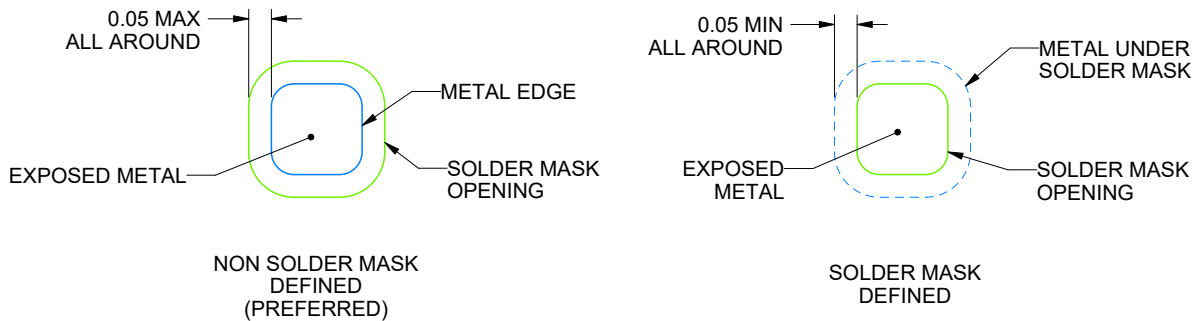 0.05 MAX
ALL AROUND
METAL EDGE
EXPOSED METAL
SOLDER MASK
OPENING
NON SOLDER MASK
DEFINED
(PREFERRED)
0.05 MIN
ALL AROUND
METAL UNDER
SOLDER MASK
EXPOSED
METAL
SOLDER MASK
OPENING
SOLDER MASK
DEFINED